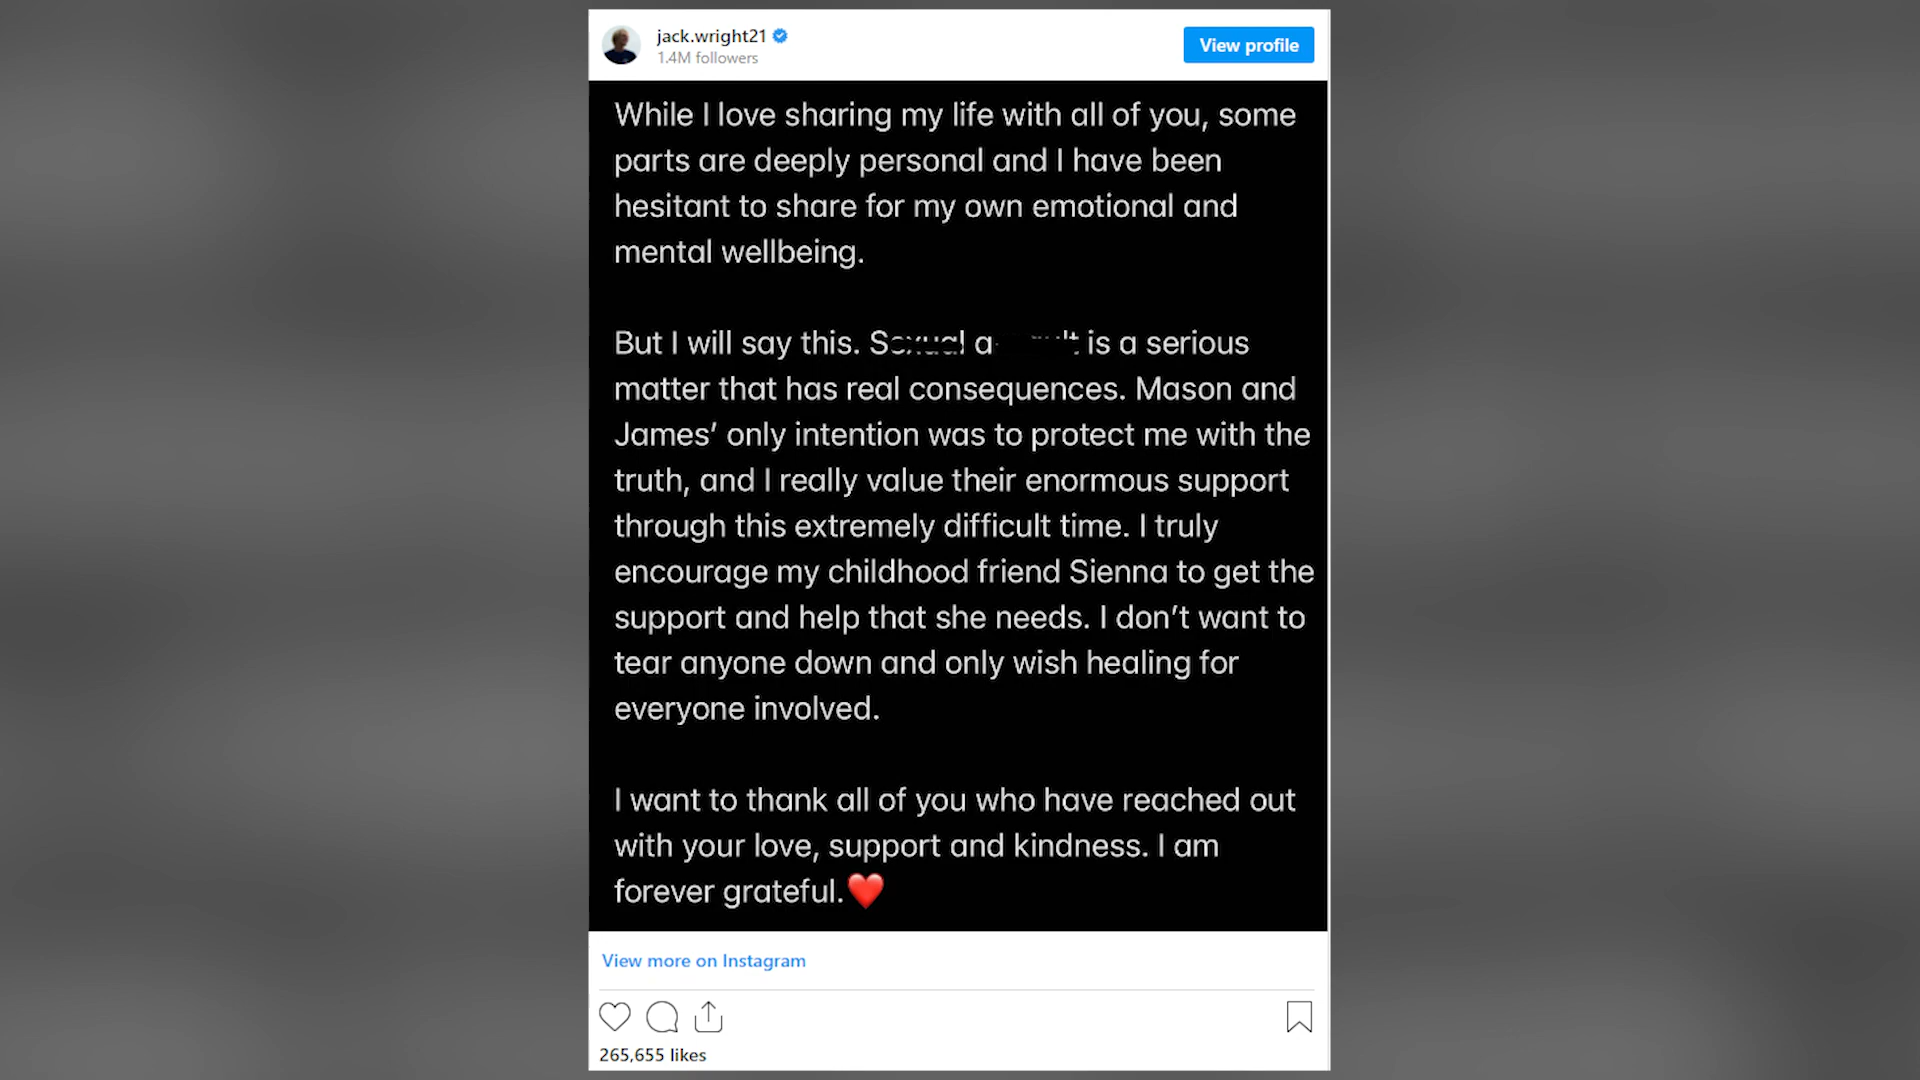 jack.wright21
1.4M followers
View profile
While I love sharing my life with all of you, some
parts are deeply personal and I have been
hesitant to share for my own emotional and
mental wellbeing.
But I will say this. Sexual is a serious
matter that has real consequences. Mason and
James’ only intention was to protect me with the
truth, and I really value their enormous support
through this extremely difficult time. I truly
encourage my childhood friend Sienna to get the
support and help that she needs. I don’t want to
tear anyone down and only wish healing for
everyone involved.
I want to thank all of you who have reached out
with your love, support and kindness. I am
forever grateful.❤️
View more on Instagram
265,655 likes